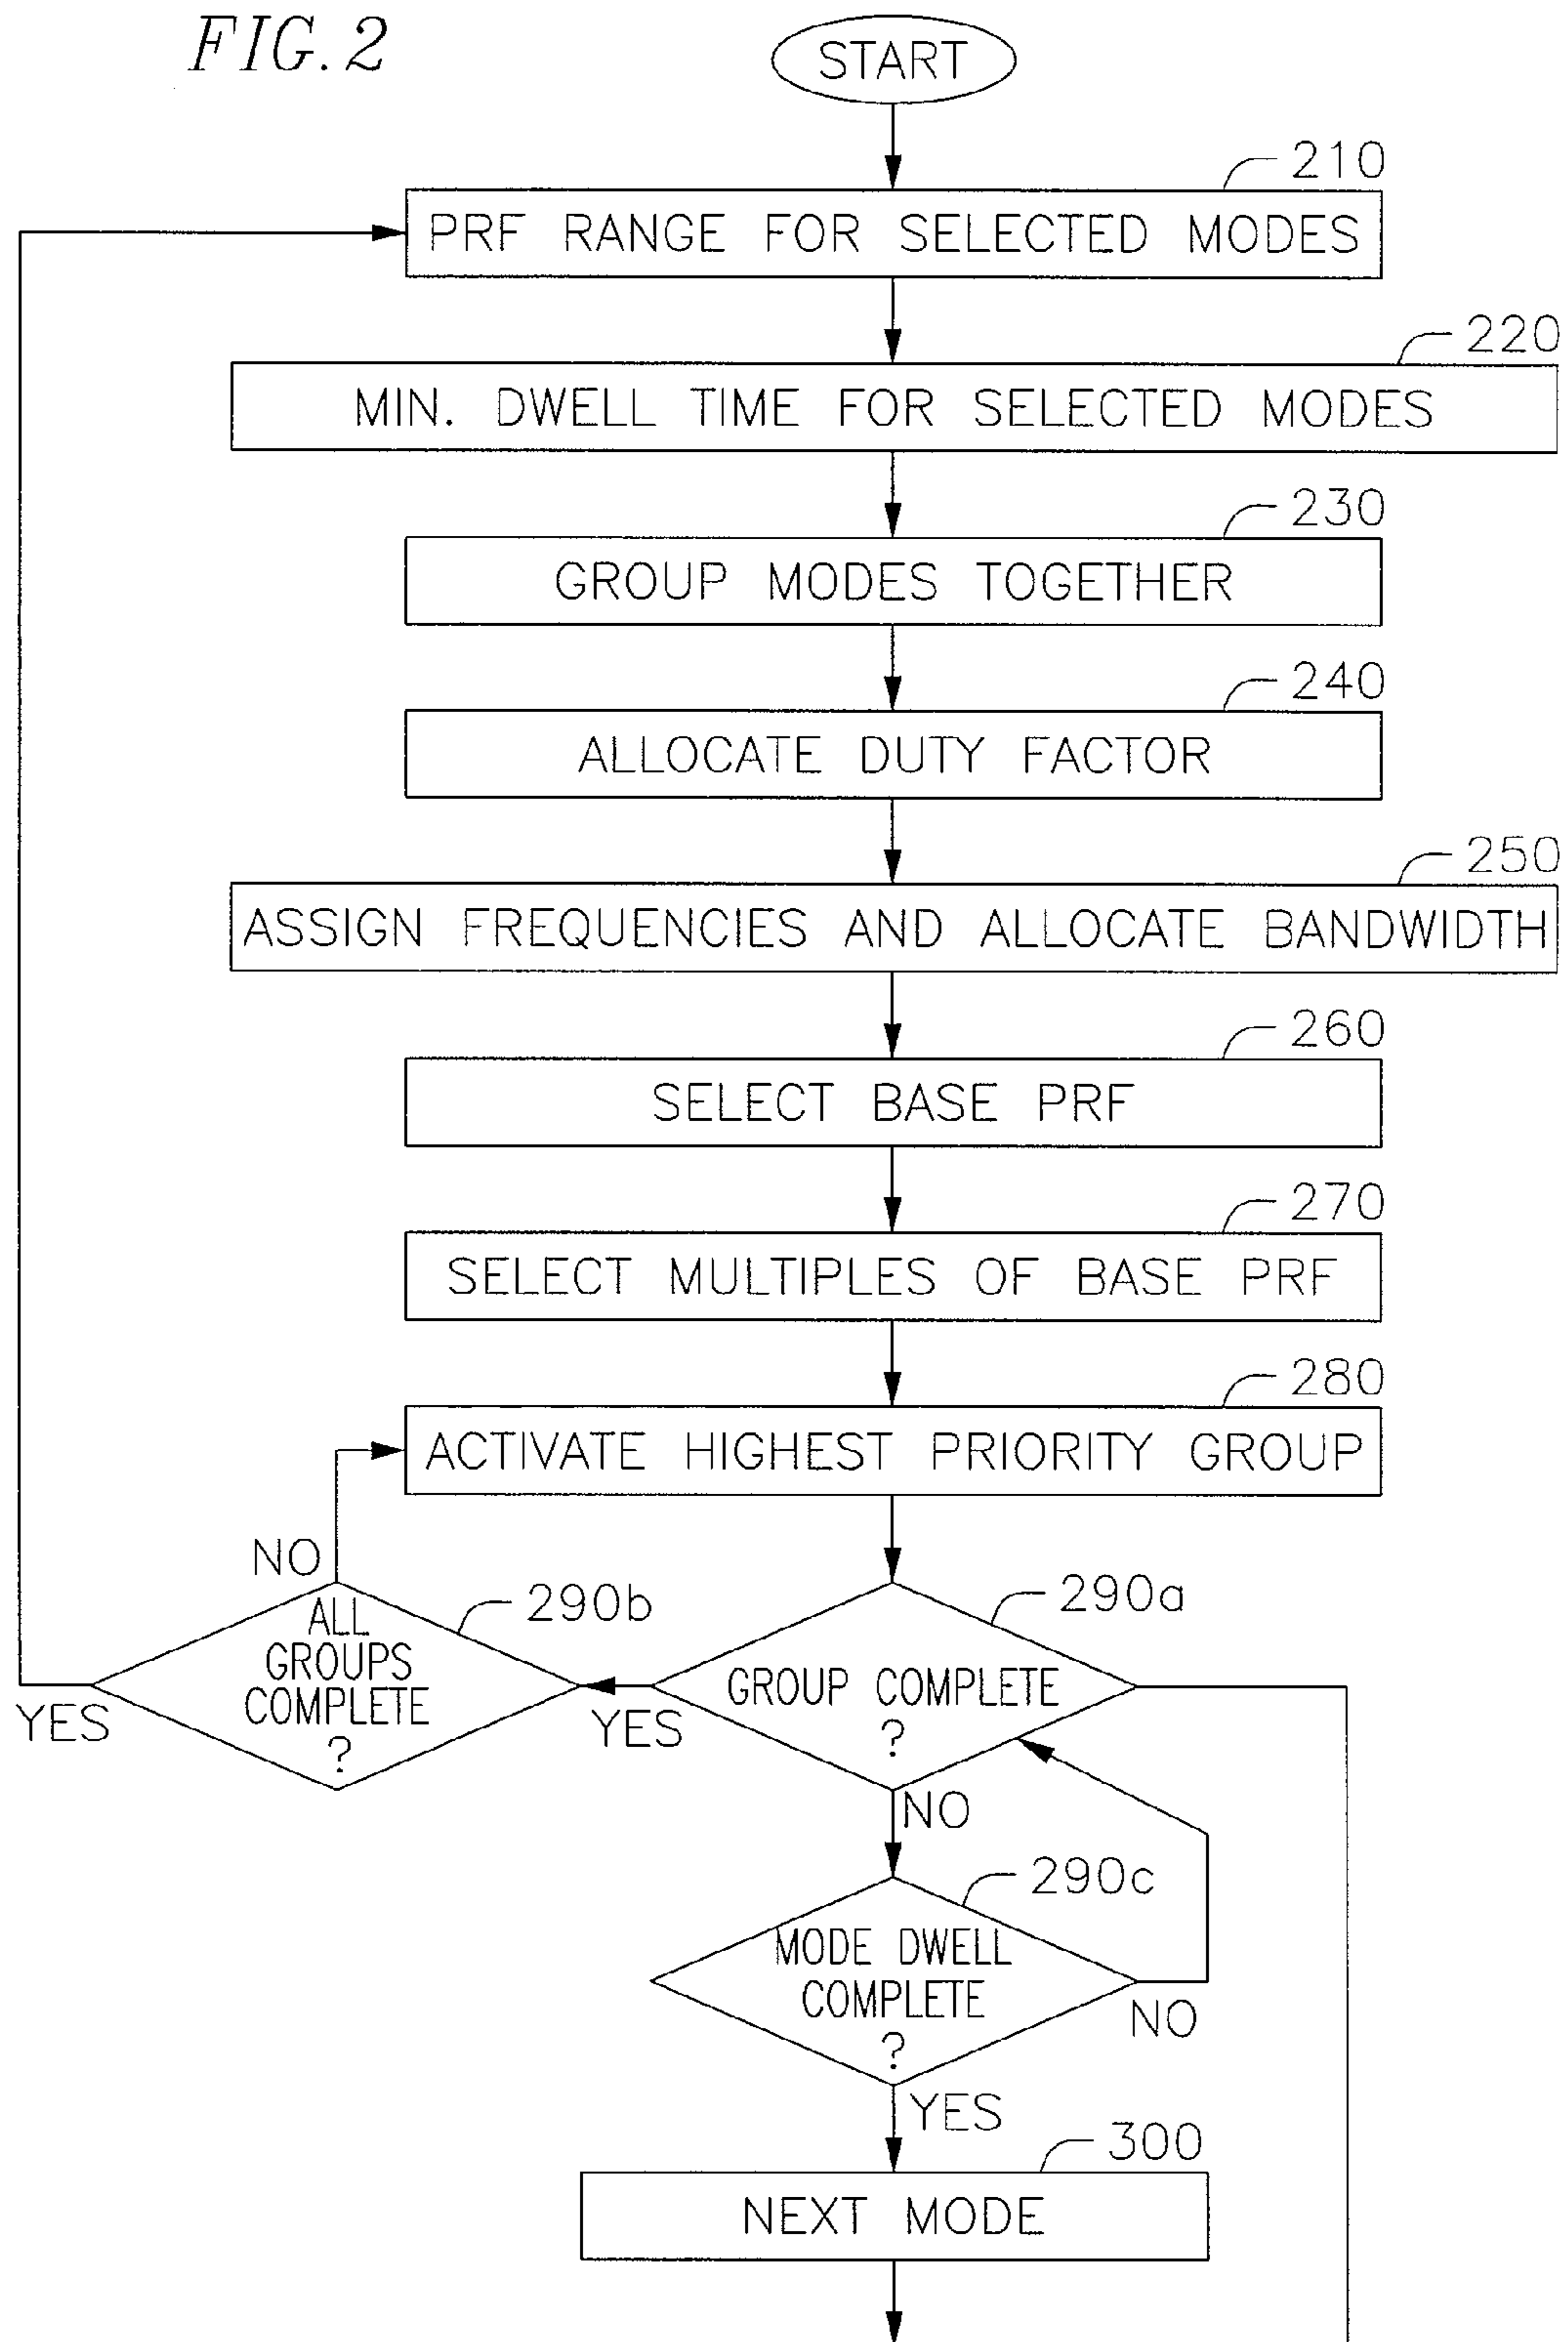 FIG. 2
START
210
PRF RANGE FOR SELECTED MODES
220
MIN. DWELL TIME FOR SELECTED MODES
230
GROUP MODES TOGETHER
240
ALLOCATE DUTY FACTOR
250
ASSIGN FREQUENCIES AND ALLOCATE BANDWIDTH
260
SELECT BASE PRF
270
SELECT MULTIPLES OF BASE PRF
280
ACTIVATE HIGHEST PRIORITY GROUP
NO
290b
ALL
GROUPS
COMPLETE
?
YES
290a
GROUP COMPLETE
?
YES
NO
290c
MODE DWELL
COMPLETE
?
NO
YES
300
NEXT MODE